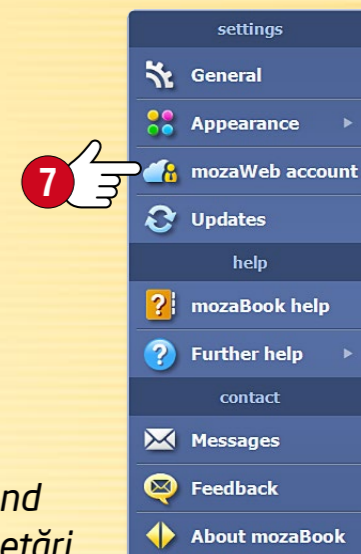 settings
General
Appearance
7
mozaWeb account
Updates
help
mozaBook help
Further help
contact
Messages
Feedback
About mozaBook